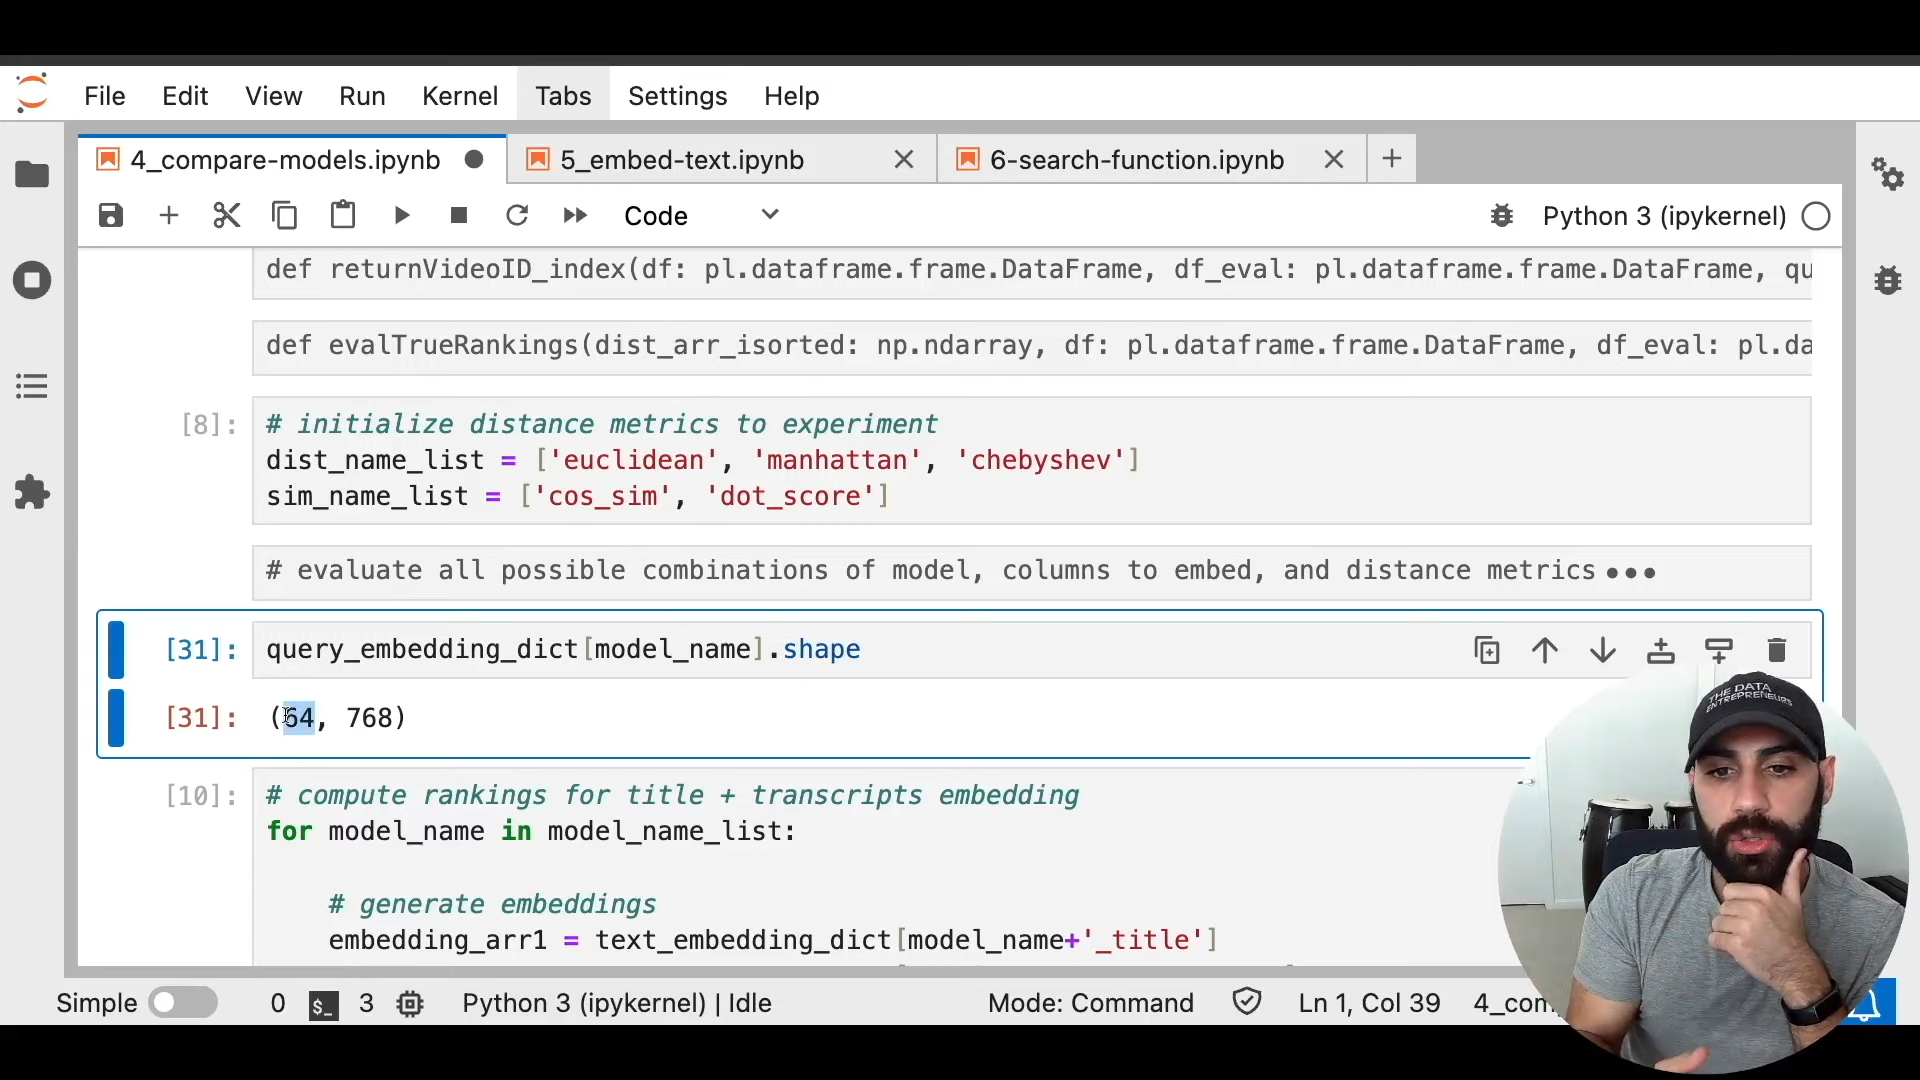 File Edit View Run Kernel Tabs Settings Help
4_compare-models.ipynb 5_embed-text.ipynb 6-search-function.ipynb
Code Python 3 (ipykernel)
def returnVideoID_index(df: pl.dataframe.frame.DataFrame, df_eval: pl.dataframe.frame.DataFrame, qu
def evalTrueRankings(dist_arr_isorted: np.ndarray, df: pl.dataframe.frame.DataFrame, df_eval: pl.da
[8]: # initialize distance metrics to experiment
dist_name_list = ['euclidean', 'manhattan', 'chebyshev']
sim_name_list = ['cos_sim', 'dot_score']
# evaluate all possible combinations of model, columns to embed, and distance metrics •••
[31]: query_embedding_dict[model_name].shape
[31]: (64, 768)
[10]: # compute rankings for title + transcripts embedding
for model_name in model_name_list:
# generate embeddings
embedding_arr1 = text_embedding_dict[model_name+'_title']
THE DATA
ENTREPRENEURS
Simple 0 $_ 3 Python 3 (ipykernel) | Idle Mode: Command Ln 1, Col 39 4_com